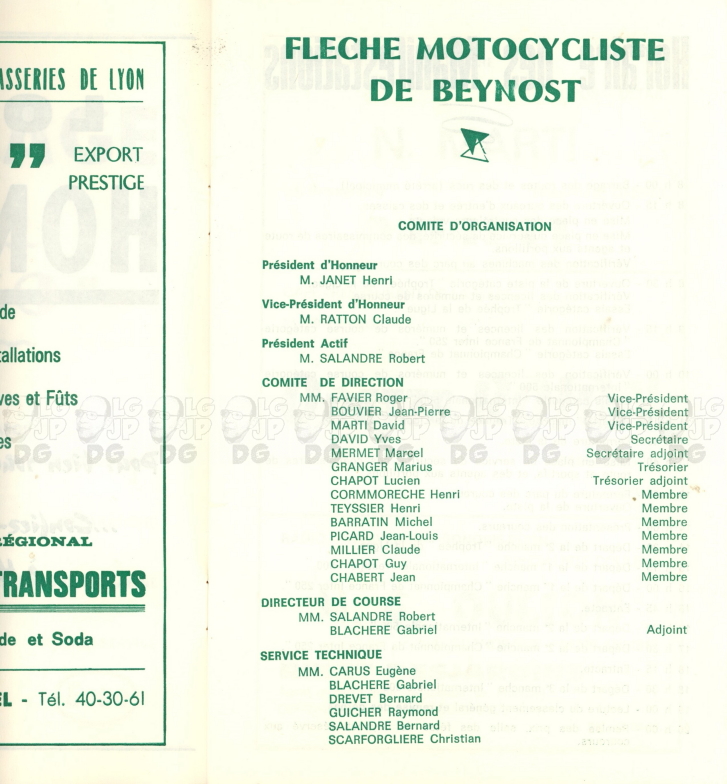 ASSERIES DE LYON
” EXPORT
PRESTIGE
de
tallations
ves et Fûts
es
RÉGIONAL
TRANSPORTS
de et Soda
EL - Tél. 40-30-61
FLECHE MOTOCYCLISTE
DE BEYNOST
COMITE D'ORGANISATION
Président d'Honneur
M. JANET Henri
Vice-Président d'Honneur
M. RATTON Claude
Président Actif
M. SALANDRE Robert
COMITE DE DIRECTION
MM. FAVIER Roger Vice-Président
BOUVIER Jean-Pierre Vice-Président
MARTI David Vice-Président
DAVID Yves Secrétaire
MERMET Marcel Secrétaire adjoint
GRANGER Marius Trésorier
CHAPOT Lucien Trésorier adjoint
CORMMORECHE Henri Membre
TEYSSIER Henri Membre
BARRATIN Michel Membre
PICARD Jean-Louis Membre
MILLIER Claude Membre
CHAPOT Guy Membre
CHABERT Jean Membre
DIRECTEUR DE COURSE
MM. SALANDRE Robert
BLACHERE Gabriel Adjoint
SERVICE TECHNIQUE
MM. CARUS Eugène
BLACHERE Gabriel
DREVET Bernard
GUICHER Raymond
SALANDRE Bernard
SCARFORGLIERE Christian